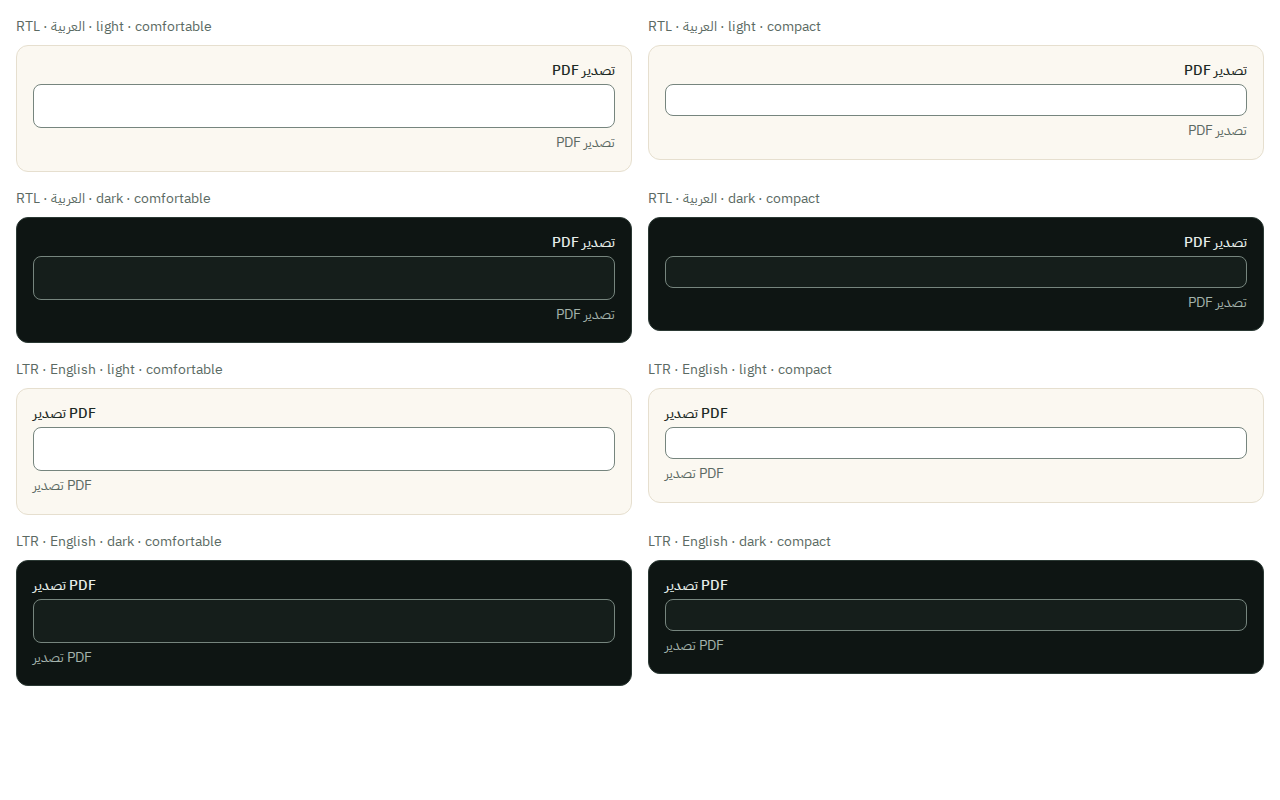 RTL · العربية · light · comfortable
تصدير PDF
تصدير PDF
RTL · العربية · light · compact
تصدير PDF
تصدير PDF
RTL · العربية · dark · comfortable
تصدير PDF
تصدير PDF
RTL · العربية · dark · compact
تصدير PDF
تصدير PDF
LTR · English · light · comfortable
تصدير PDF
تصدير PDF
LTR · English · light · compact
تصدير PDF
تصدير PDF
LTR · English · dark · comfortable
تصدير PDF
تصدير PDF
LTR · English · dark · compact
تصدير PDF
تصدير PDF